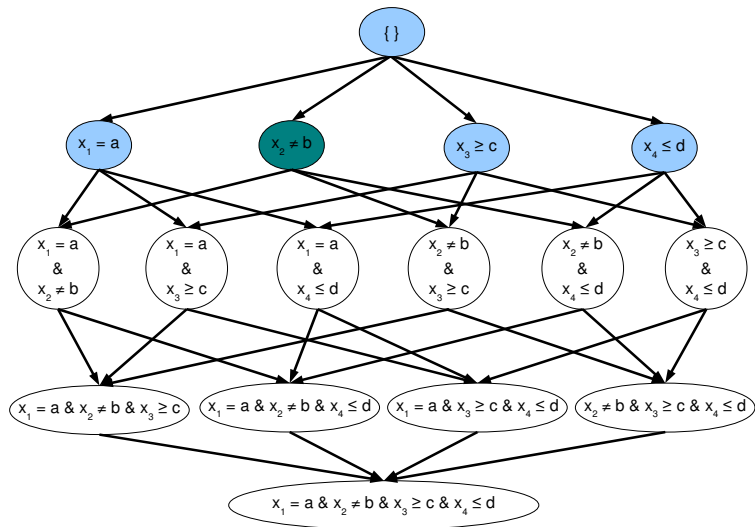 { }
x₁ = a
x₂ ≠ b
x₃ ≥ c
x₄ ≤ d
x₁ = a
&
x₂ ≠ b
x₁ = a
&
x₃ ≥ c
x₁ = a
&
x₄ ≤ d
x₂ ≠ b
&
x₃ ≥ c
x₂ ≠ b
&
x₄ ≤ d
x₃ ≥ c
&
x₄ ≤ d
x₁ = a & x₂ ≠ b & x₃ ≥ c
x₁ = a & x₂ ≠ b & x₄ ≤ d
x₁ = a & x₃ ≥ c & x₄ ≤ d
x₂ ≠ b & x₃ ≥ c & x₄ ≤ d
x₁ = a & x₂ ≠ b & x₃ ≥ c & x₄ ≤ d